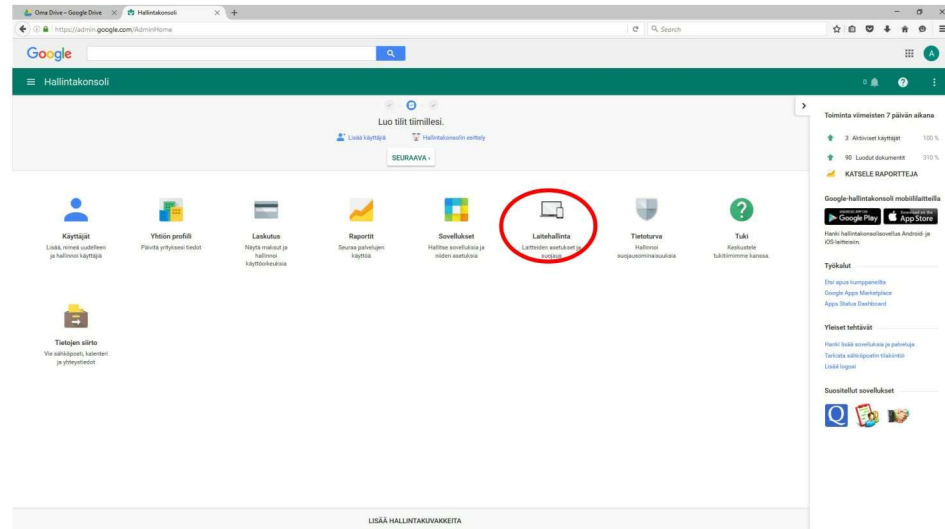 Oma Drive – Google Drive
Hallintakonsoli
https://admin.google.com/AdminHome
Search
Google
A
Hallintakonsoli
0
Luo tilit tiimillesi.
Lisää käyttäjiä
Hallintakonsolin esittely
SEURAAVA ›
Käyttäjät
Lisää, nimeä uudelleen
ja hallinnoi käyttäjiä
Yhtiön profiili
Päivitä yrityksesi tiedot
Laskutus
Näytä maksut ja
hallinnoi
käyttöoikeuksia
Raportit
Seuraa palvelujen
käyttöä
Sovellukset
Hallitse sovelluksia ja
niiden asetuksia
Laitehallinta
Laitteiden asetukset ja
suojaus
Tietoturva
Hallinnoi
suojausominaisuuksia
Tuki
Keskustele
tukitiimimme kanssa.
Tietojen siirto
Vie sähköposti, kalenteri
ja yhteystiedot
LISÄÄ HALLINTAKUVAKKEITA
Toiminta viimeisten 7 päivän aikana
3 Aktiiviset käyttäjät 100 %
90 Luodut dokumentit 310 %
KATSELE RAPORTTEJA
Google-hallintakonsoli mobiililaitteilla
Google Play
App Store
Hanki hallintakonsolisovellus Android- ja
iOS-laitteisiin.
Työkalut
Etsi apua kumppaneilta
Google Apps Marketplace
Apps Status Dashboard
Yleiset tehtävät
Hanki lisää sovelluksia ja palveluja
Tarkista sähköpostin tilakiintiö
Lisää logosi
Suositellut sovellukset
Q